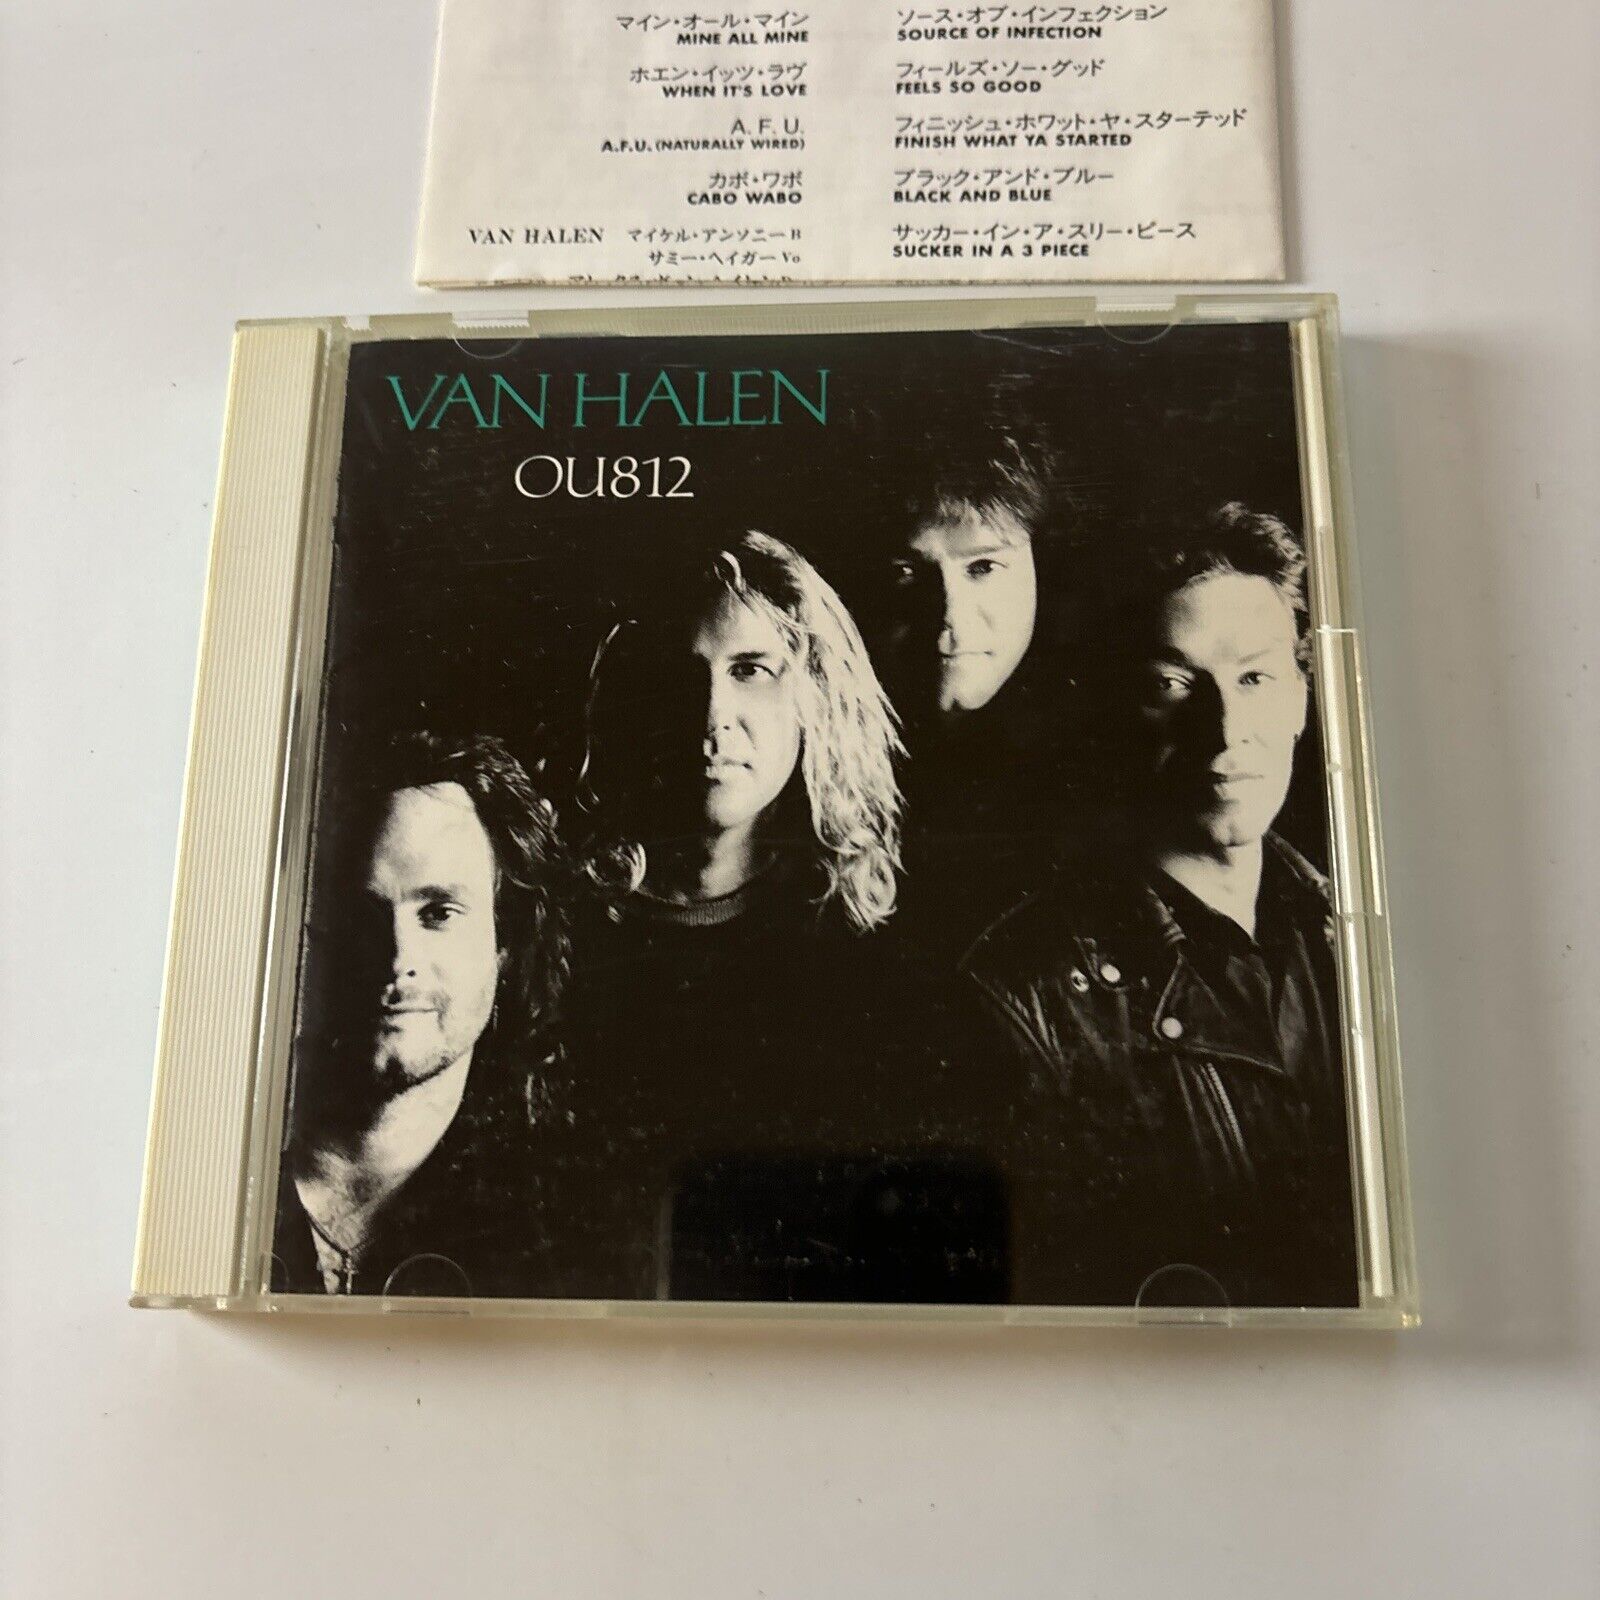 マイン・オール・マイン
MINE ALL MINE
ホエン・イッツ・ラヴ
WHEN IT'S LOVE
A. F. U.
A.F.U. (NATURALLY WIRED)
カボ・ワボ
CABO WABO
ソース・オブ・インフェクション
SOURCE OF INFECTION
フィールズ・ソー・グッド
FEELS SO GOOD
フィニッシュ・ホワット・ヤ・スターテッド
FINISH WHAT YA STARTED
ブラック・アンド・ブルー
BLACK AND BLUE
サッカー・イン・ア・スリー・ピース
SUCKER IN A 3 PIECE
VAN HALEN マイケル・アンソニー B
サミー・ヘイガー Vo
VAN HALEN
OU812